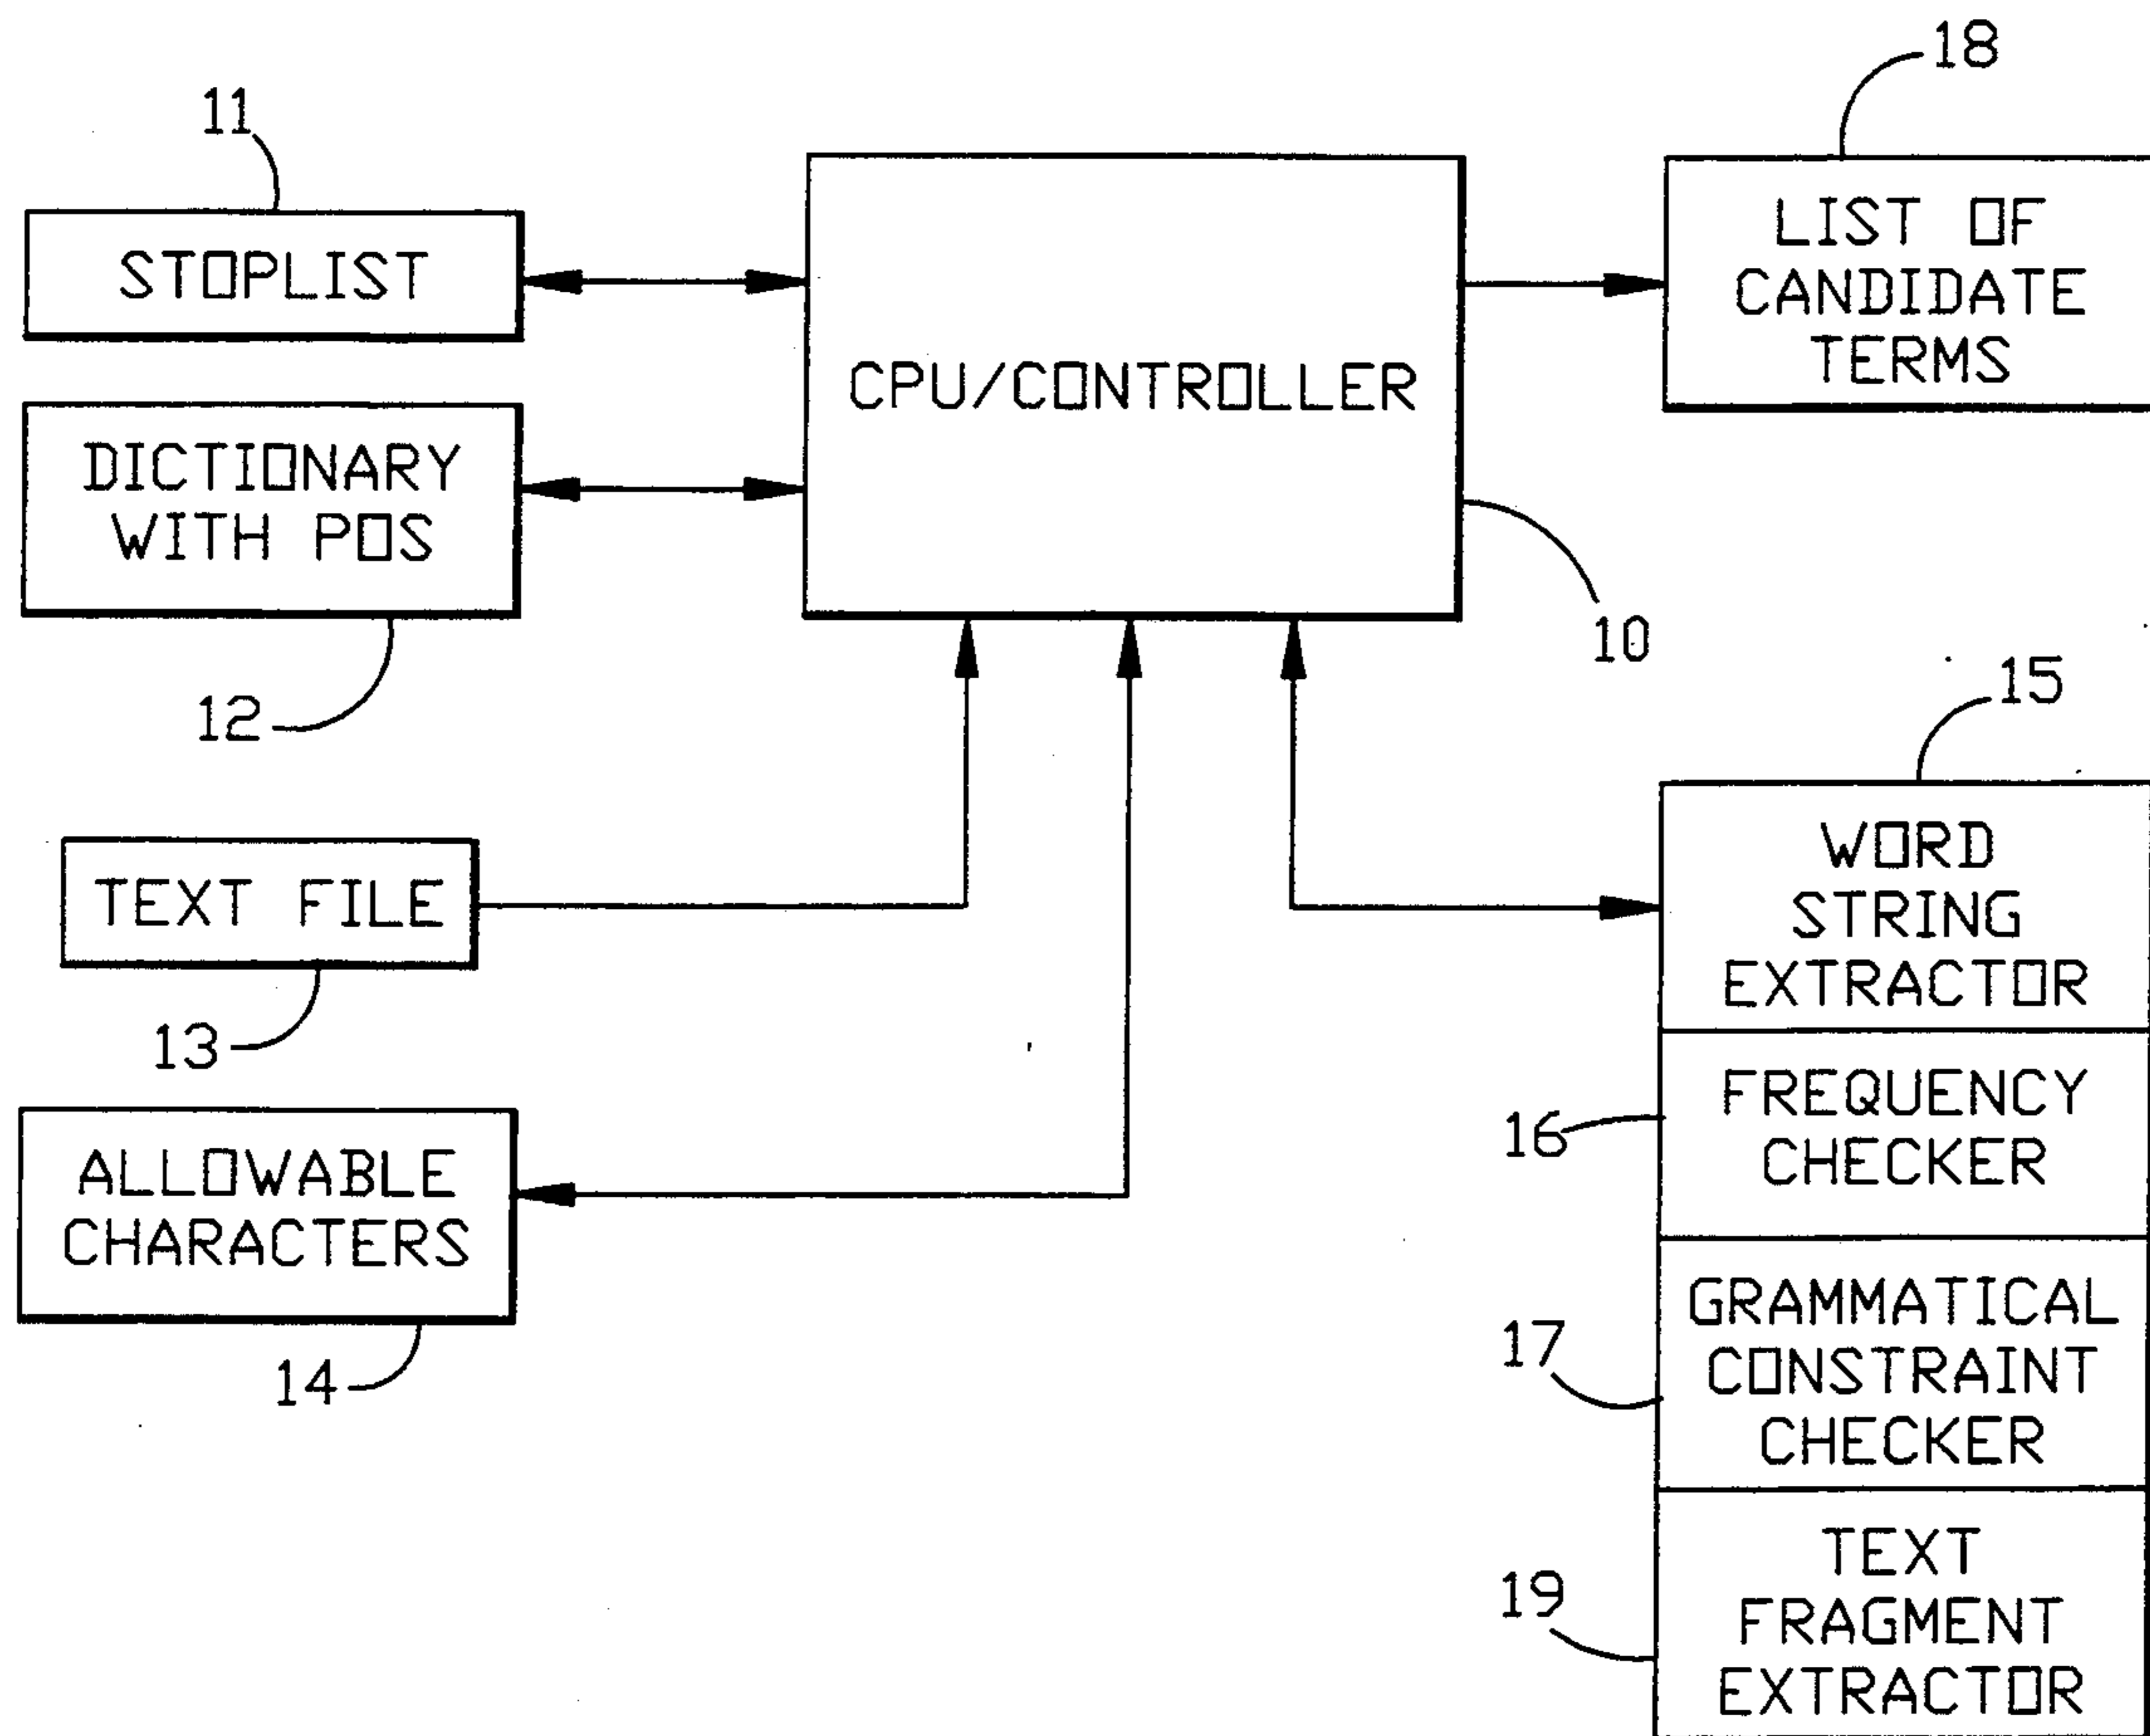 18
11
STOPLIST
CPU/CONTROLLER
LIST OF
CANDIDATE
TERMS
DICTIONARY
WITH POS
12
10
15
TEXT FILE
13
WORD
STRING
EXTRACTOR
ALLOWABLE
CHARACTERS
14
16
FREQUENCY
CHECKER
17
GRAMMATICAL
CONSTRAINT
CHECKER
19
TEXT
FRAGMENT
EXTRACTOR